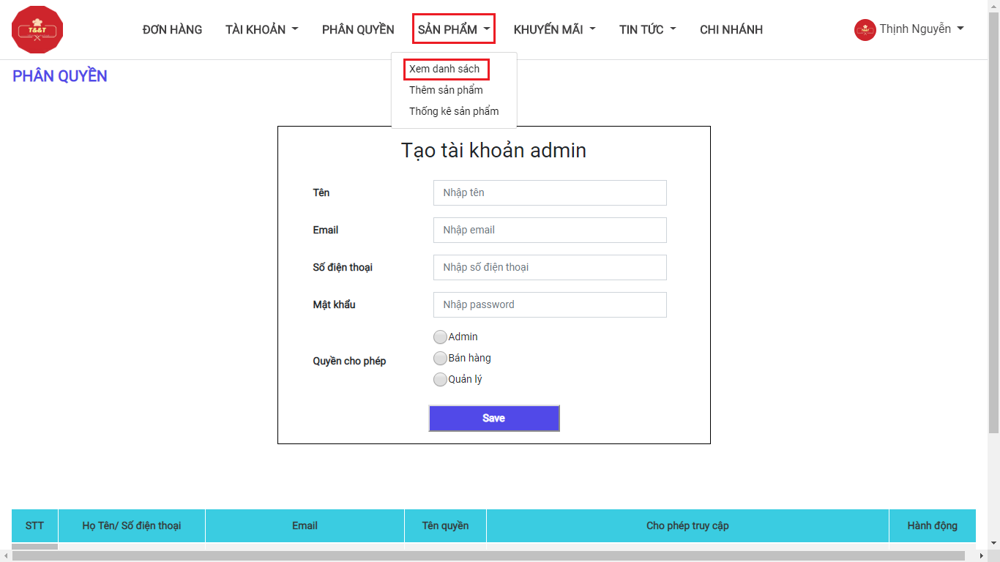 T&&T
ĐƠN HÀNG TÀI KHOẢN PHÂN QUYỀN SẢN PHẨM KHUYẾN MÃI TIN TỨC CHI NHÁNH
T&&T Thịnh Nguyễn
PHÂN QUYỀN
Xem danh sách
Thêm sản phẩm
Thống kê sản phẩm
Tạo tài khoản admin
Tên Nhập tên
Email Nhập email
Số điện thoại Nhập số điện thoại
Mật khẩu Nhập password
Quyền cho phép
Admin
Bán hàng
Quản lý
Save
STT Họ Tên/ Số điện thoại Email Tên quyền Cho phép truy cập Hành động